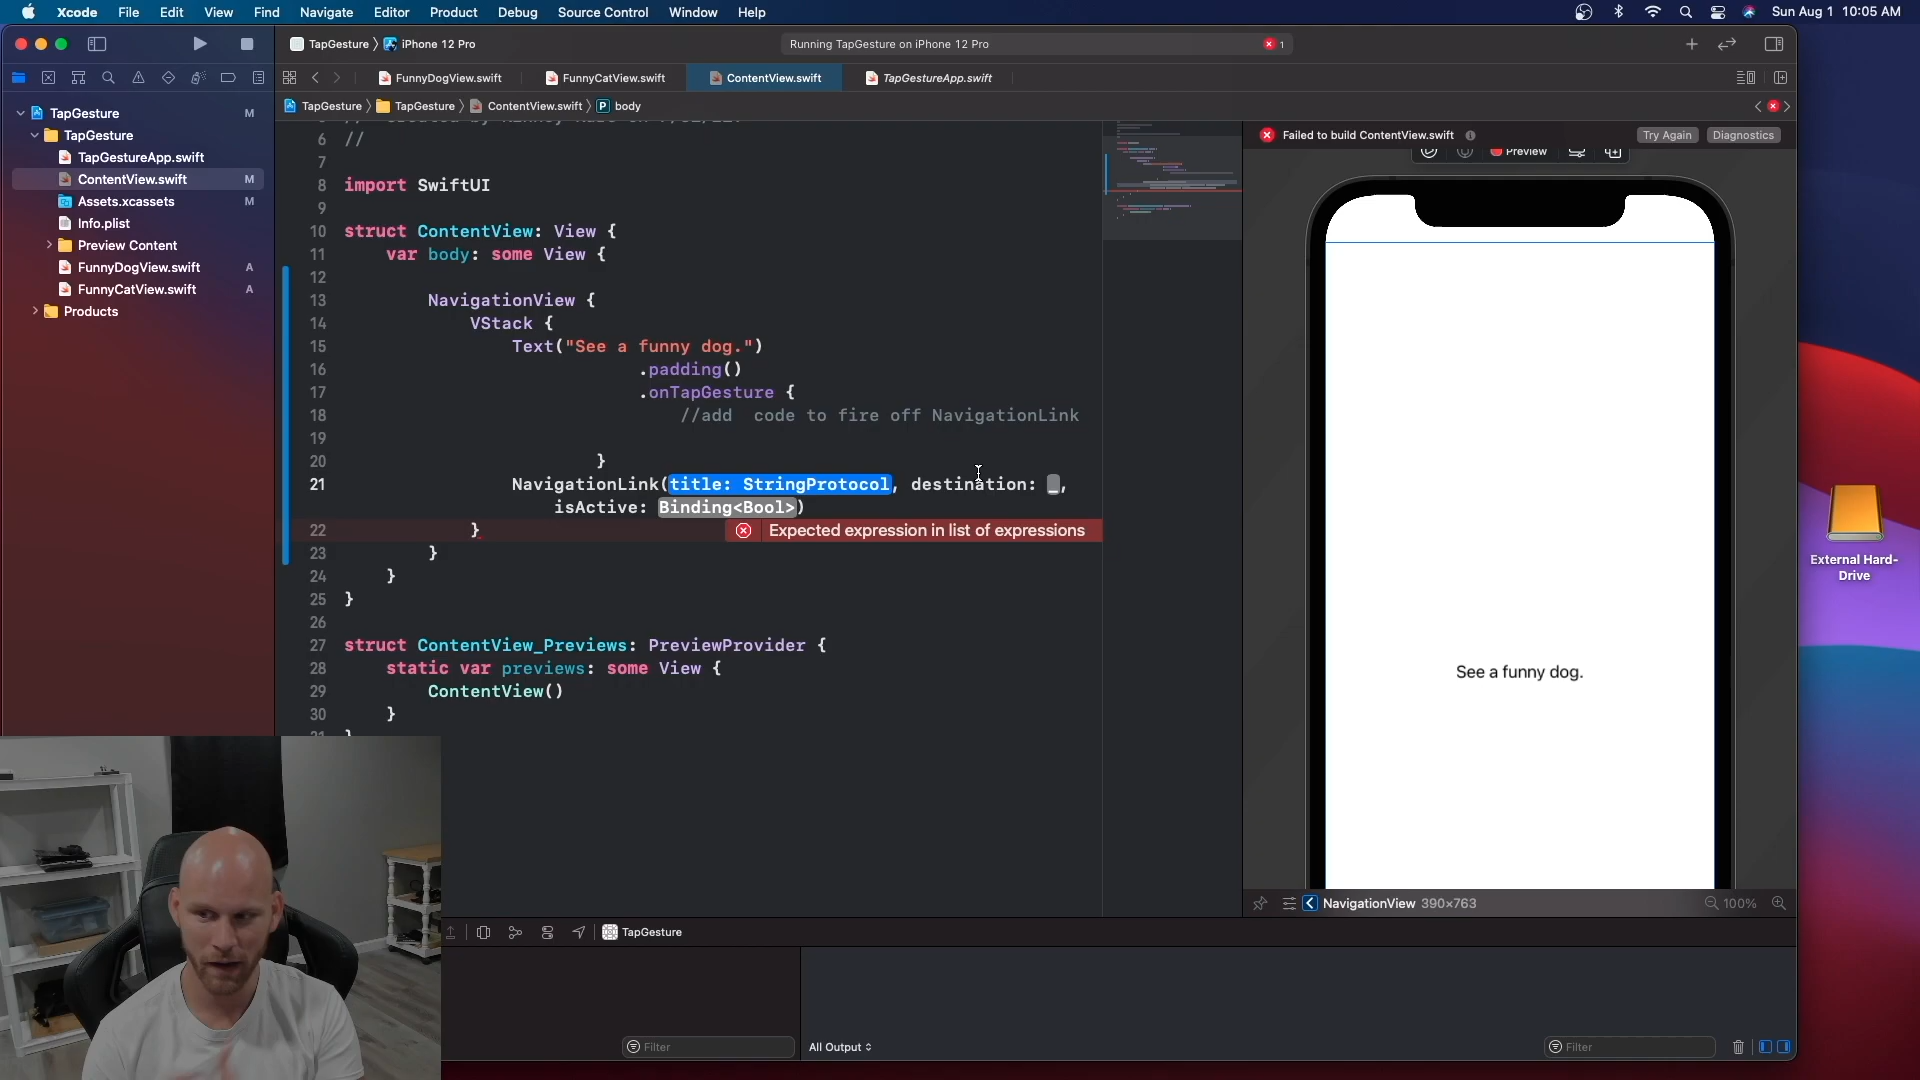 Xcode File Edit View Find Navigate Editor Product Debug Source Control Window Help
Sun Aug 1 10:05 AM
TapGesture iPhone 12 Pro
Running TapGesture on iPhone 12 Pro
1
FunnyDogView.swift
FunnyCatView.swift
ContentView.swift
TapGestureApp.swift
TapGesture TapGesture ContentView.swift P body
TapGesture M
TapGesture
TapGestureApp.swift
ContentView.swift M
Assets.xcassets M
Info.plist
Preview Content
FunnyDogView.swift A
FunnyCatView.swift A
Products
6 //
7
8 import SwiftUI
9
10 struct ContentView: View {
11 var body: some View {
12
13 NavigationView {
14 VStack {
15 Text("See a funny dog.")
16 .padding()
17 .onTapGesture {
18 //add  code to fire off NavigationLink
19
20 }
21 NavigationLink(title: StringProtocol, destination: _,
isActive: Binding<Bool>)
22 } Expected expression in list of expressions
23 }
24 }
25 }
26
27 struct ContentView_Previews: PreviewProvider {
28 static var previews: some View {
29 ContentView()
30 }
Failed to build ContentView.swift
Try Again
Diagnostics
Preview
See a funny dog.
NavigationView 390×763
100%
External Hard-
Drive
TapGesture
Filter
All Output
Filter